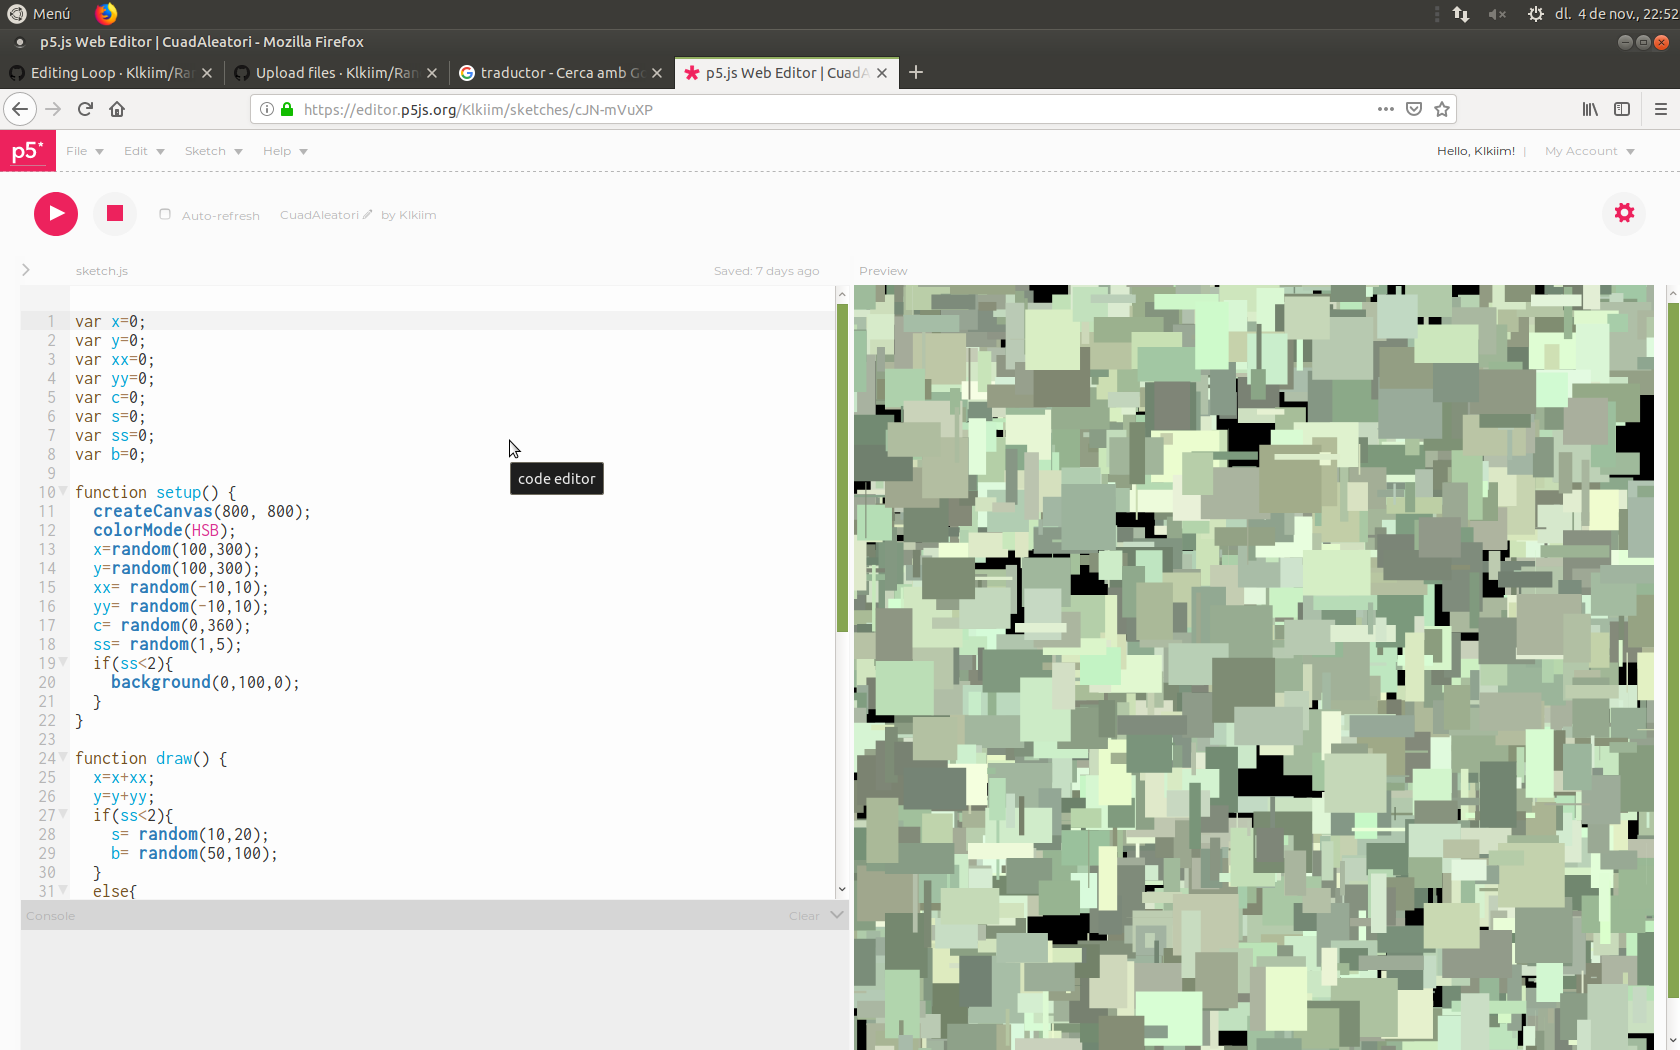 Menú
dl. 4 de nov., 22:52
p5.js Web Editor | CuadAleatori - Mozilla Firefox
Editing Loop · Klkiim/Ra
Upload files · Klkiim/Ran
traductor - Cerca amb Go
p5.js Web Editor | CuadA
https://editor.p5js.org/Klkiim/sketches/cJN-mVuXP
p5*
File
Edit
Sketch
Help
Hello, Klkiim!
|
My Account
Auto-refresh
CuadAleatori
by Klkiim
sketch.js
Saved: 7 days ago
Preview
1 var x=0;
2 var y=0;
3 var xx=0;
4 var yy=0;
5 var c=0;
6 var s=0;
7 var ss=0;
8 var b=0;
9
10 function setup() {
11 createCanvas(800, 800);
12 colorMode(HSB);
13 x=random(100,300);
14 y=random(100,300);
15 xx= random(-10,10);
16 yy= random(-10,10);
17 c= random(0,360);
18 ss= random(1,5);
19 if(ss<2){
20 background(0,100,0);
21 }
22 }
23
24 function draw() {
25 x=x+xx;
26 y=y+yy;
27 if(ss<2){
28 s= random(10,20);
29 b= random(50,100);
30 }
31 else{
code editor
Console
Clear